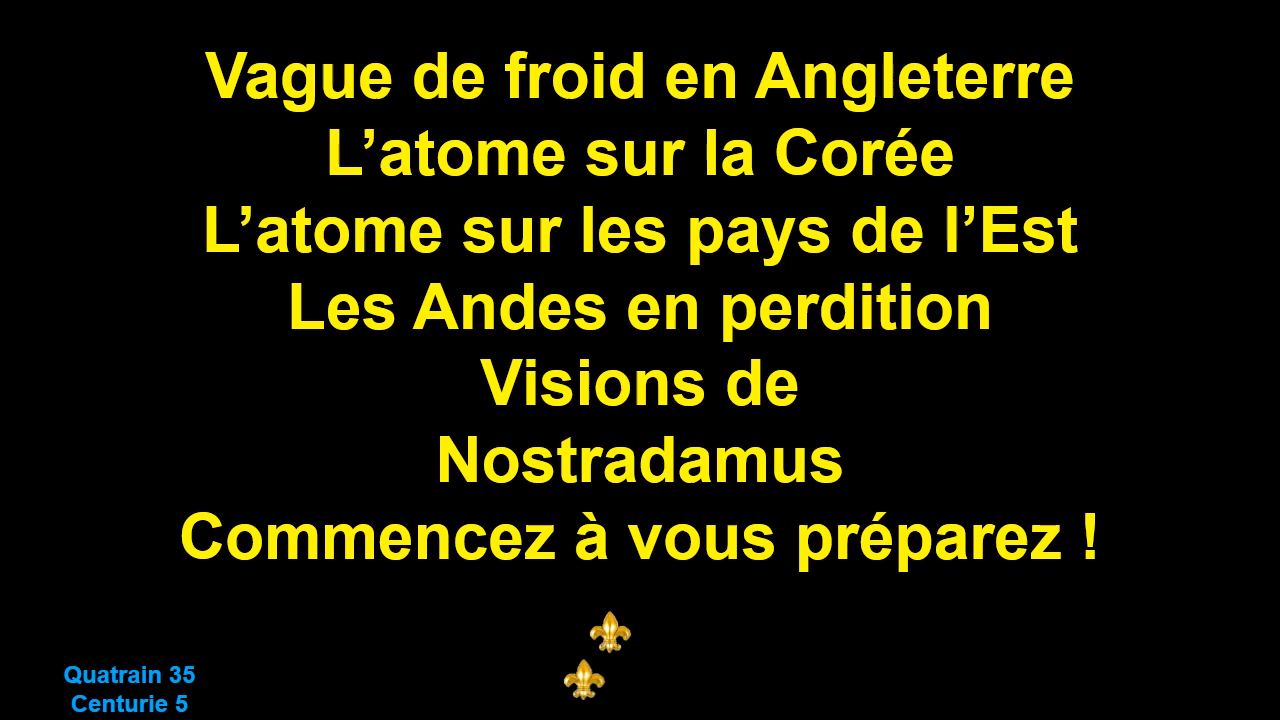 Vague de froid en Angleterre
L’atome sur la Corée
L’atome sur les pays de l’Est
Les Andes en perdition
Visions de
Nostradamus
Commencez à vous préparez !
Quatrain 35
Centurie 5